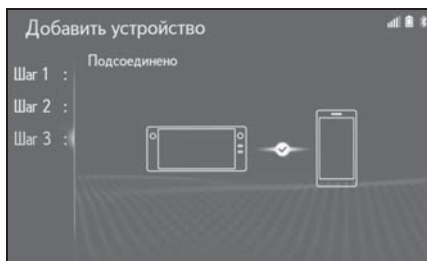 Добавить устройство
Подсоединено
Шаг 1 :
Шаг 2 :
Шаг 3 :